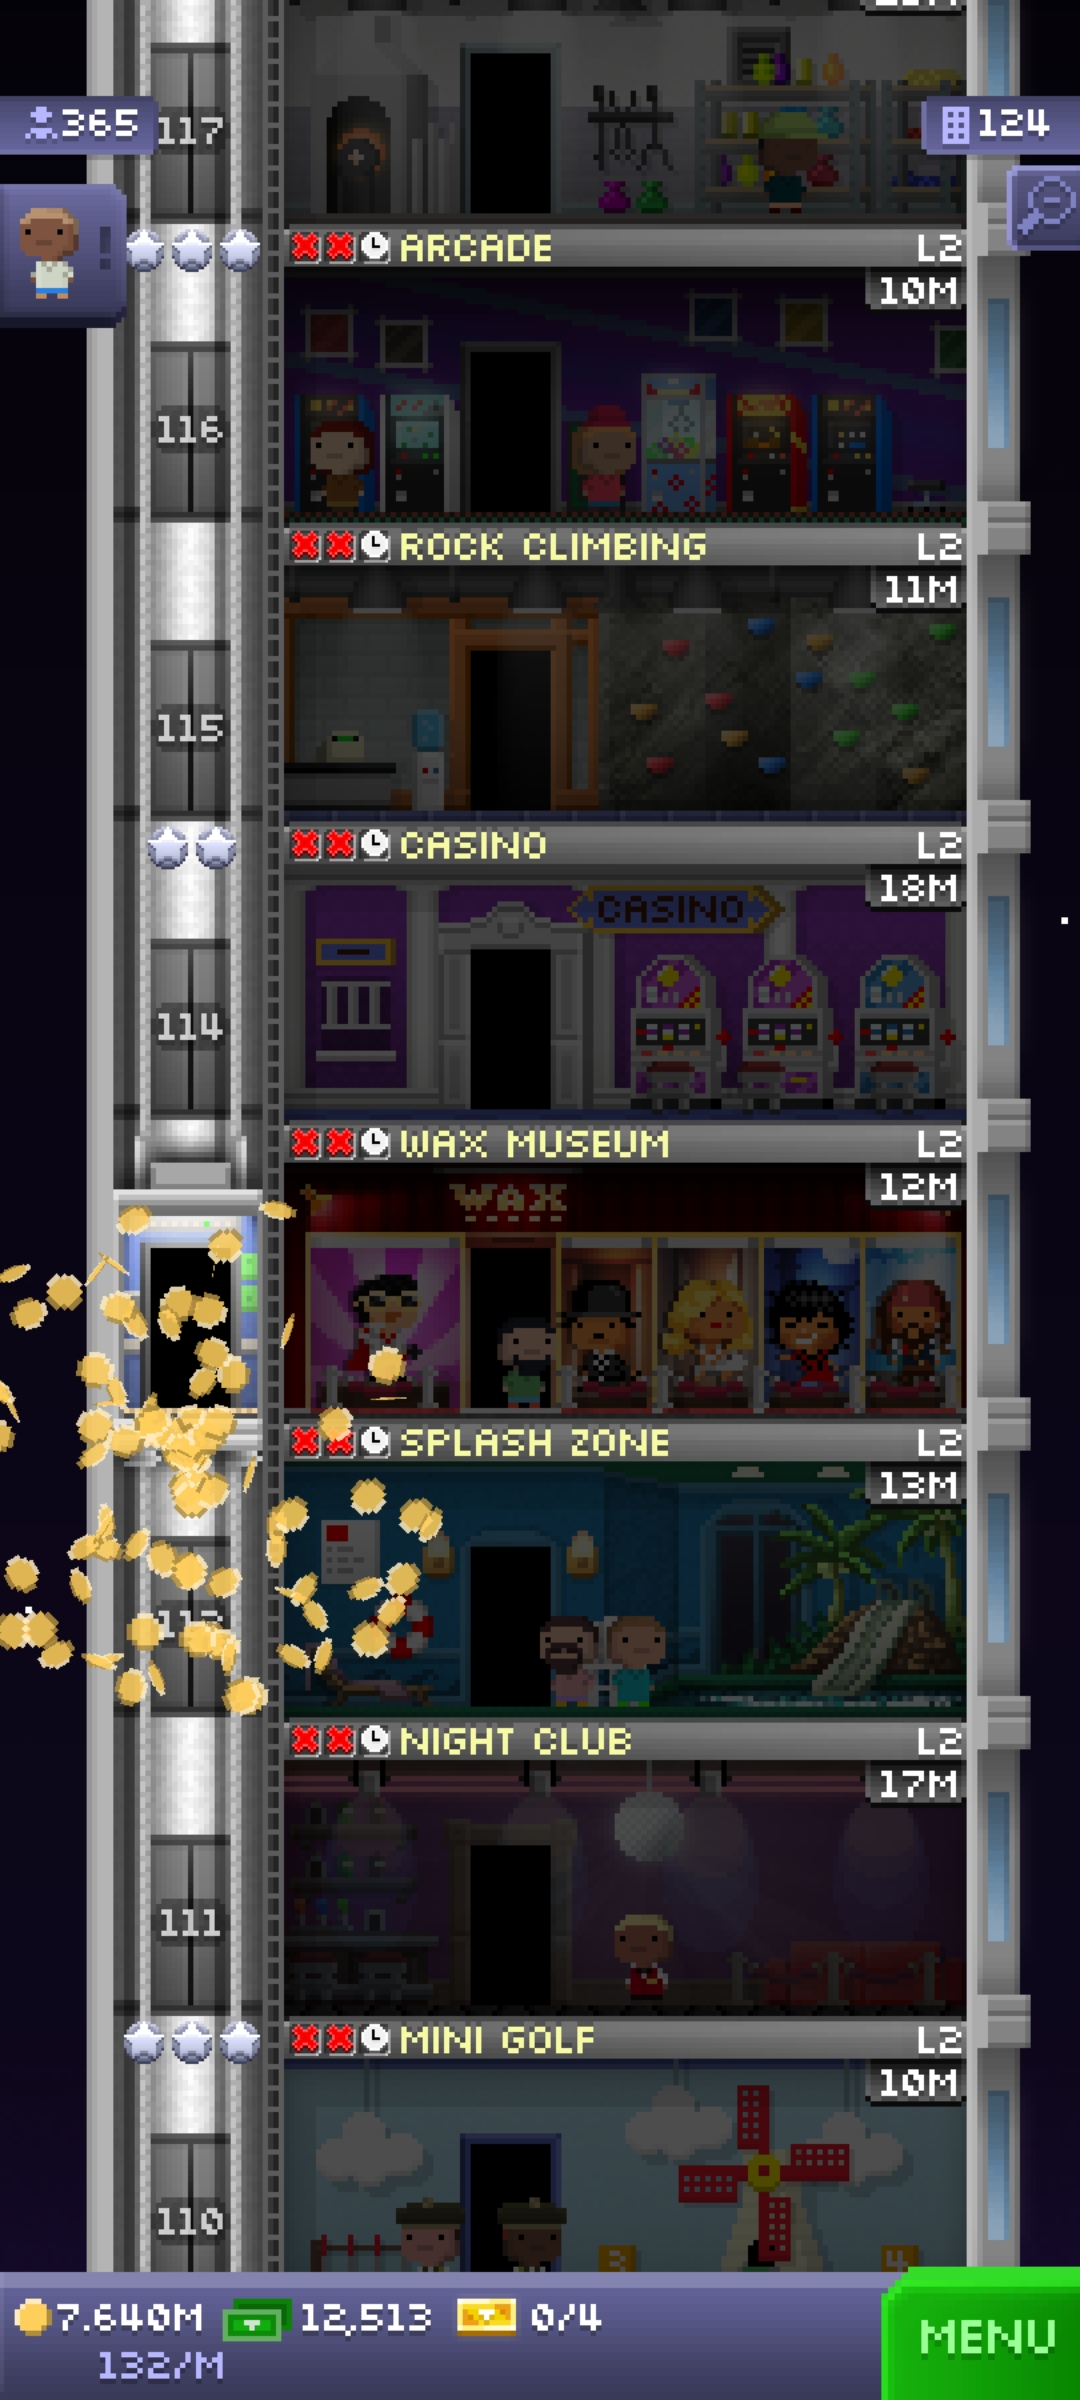 365
117
124
ARCADE L2
10M
116
ROCK CLIMBING L2
11M
115
CASINO L2
18M
CASINO
114
WAX MUSEUM L2
12M
WAX
SPLASH ZONE L2
13M
NIGHT CLUB L2
17M
111
MINI GOLF L2
10M
110
3
4
7.640M 12,513 0/4
132/M
MENU